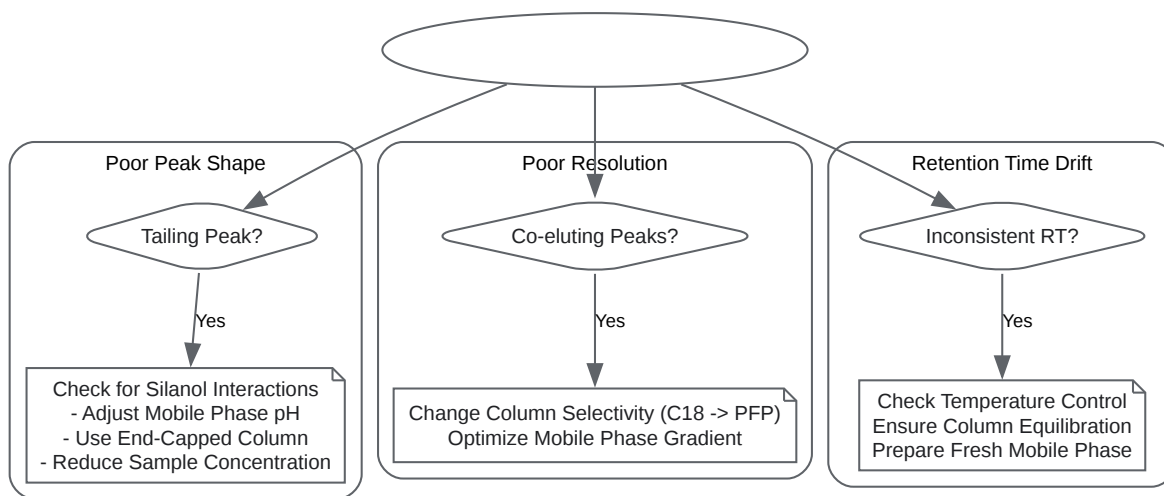 Poor Peak Shape
Tailing Peak?
Yes
Check for Silanol Interactions
- Adjust Mobile Phase pH
- Use End-Capped Column
- Reduce Sample Concentration
Poor Resolution
Co-eluting Peaks?
Yes
Change Column Selectivity (C18 -> PFP)
Optimize Mobile Phase Gradient
Retention Time Drift
Inconsistent RT?
Yes
Check Temperature Control
Ensure Column Equilibration
Prepare Fresh Mobile Phase